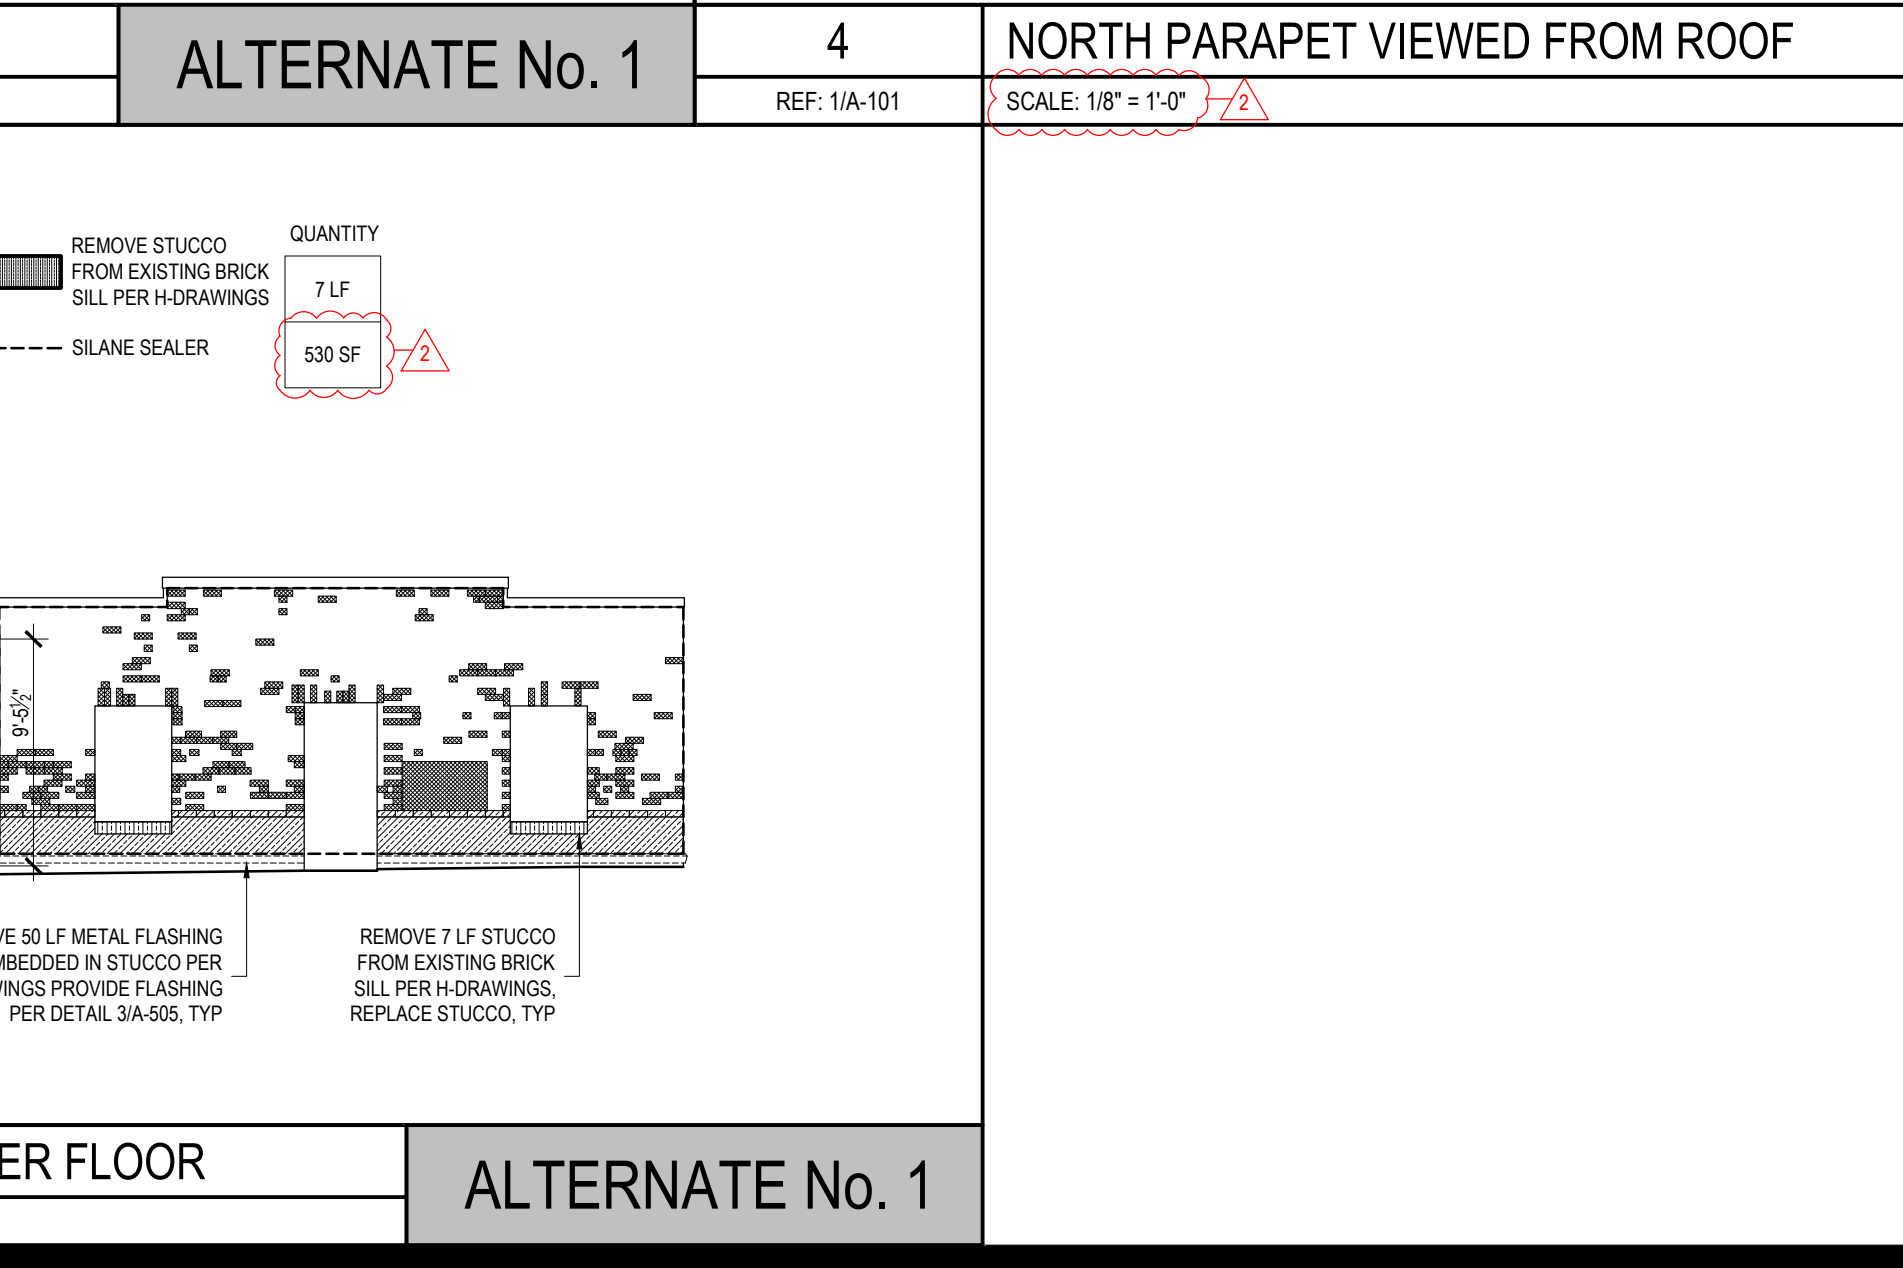 ALTERNATE No. 1
4
NORTH PARAPET VIEWED FROM ROOF
REF: 1/A-101
SCALE: 1/8" = 1'-0"
2
REMOVE STUCCO
FROM EXISTING BRICK
SILL PER H-DRAWINGS
QUANTITY
7 LF
SILANE SEALER
530 SF
2
9'-5½"
50 LF METAL FLASHING
IN STUCCO PER
PROVIDE FLASHING
PER DETAIL 3/A-505, TYP
REMOVE 7 LF STUCCO
FROM EXISTING BRICK
SILL PER H-DRAWINGS,
REPLACE STUCCO, TYP
FLOOR
ALTERNATE No. 1